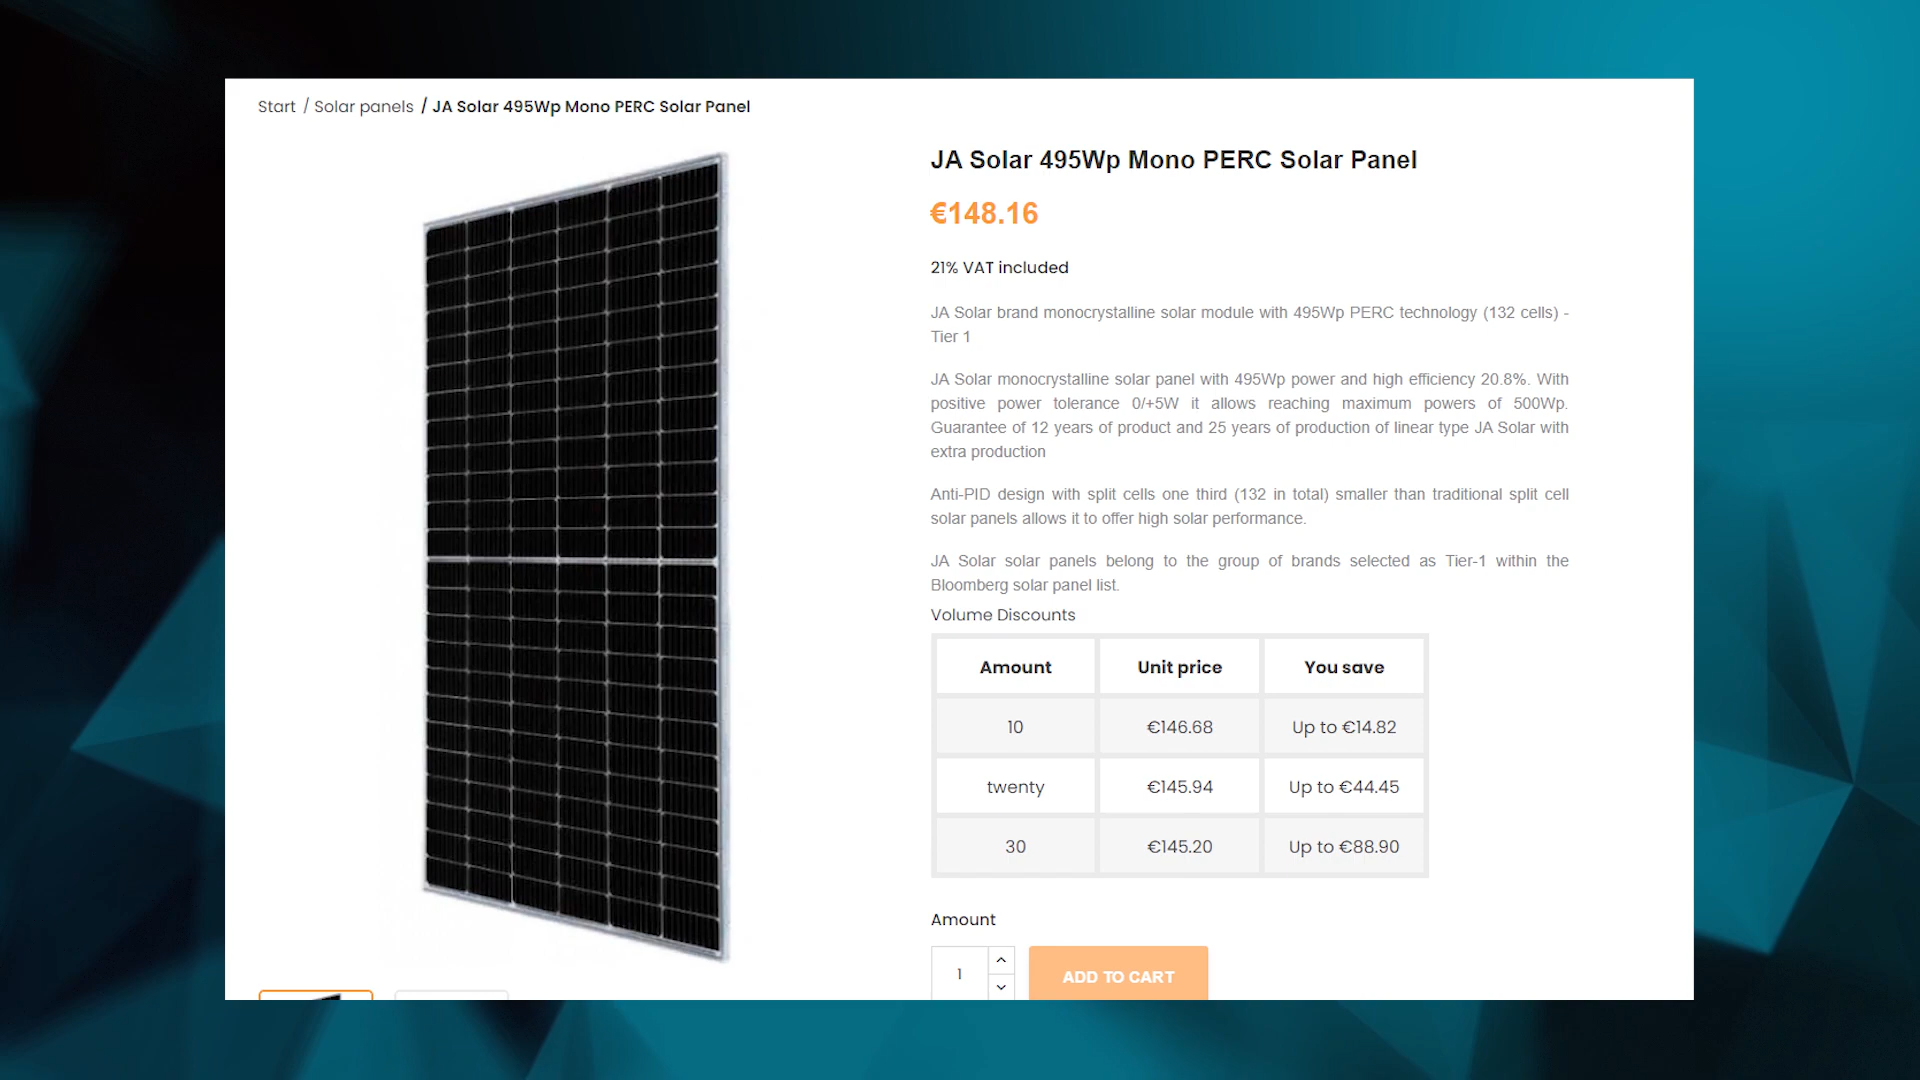 Start / Solar panels / JA Solar 495Wp Mono PERC Solar Panel
JA Solar 495Wp Mono PERC Solar Panel
€148.16
21% VAT included
JA Solar brand monocrystalline solar module with 495Wp PERC technology (132 cells) -
Tier 1
JA Solar monocrystalline solar panel with 495Wp power and high efficiency 20.8%. With
positive power tolerance 0/+5W it allows reaching maximum powers of 500Wp.
Guarantee of 12 years of product and 25 years of production of linear type JA Solar with
extra production
Anti-PID design with split cells one third (132 in total) smaller than traditional split cell
solar panels allows it to offer high solar performance.
JA Solar solar panels belong to the group of brands selected as Tier-1 within the
Bloomberg solar panel list.
Volume Discounts
Amount Unit price You save
10 €146.68 Up to €14.82
twenty €145.94 Up to €44.45
30 €145.20 Up to €88.90
Amount
1 ADD TO CART